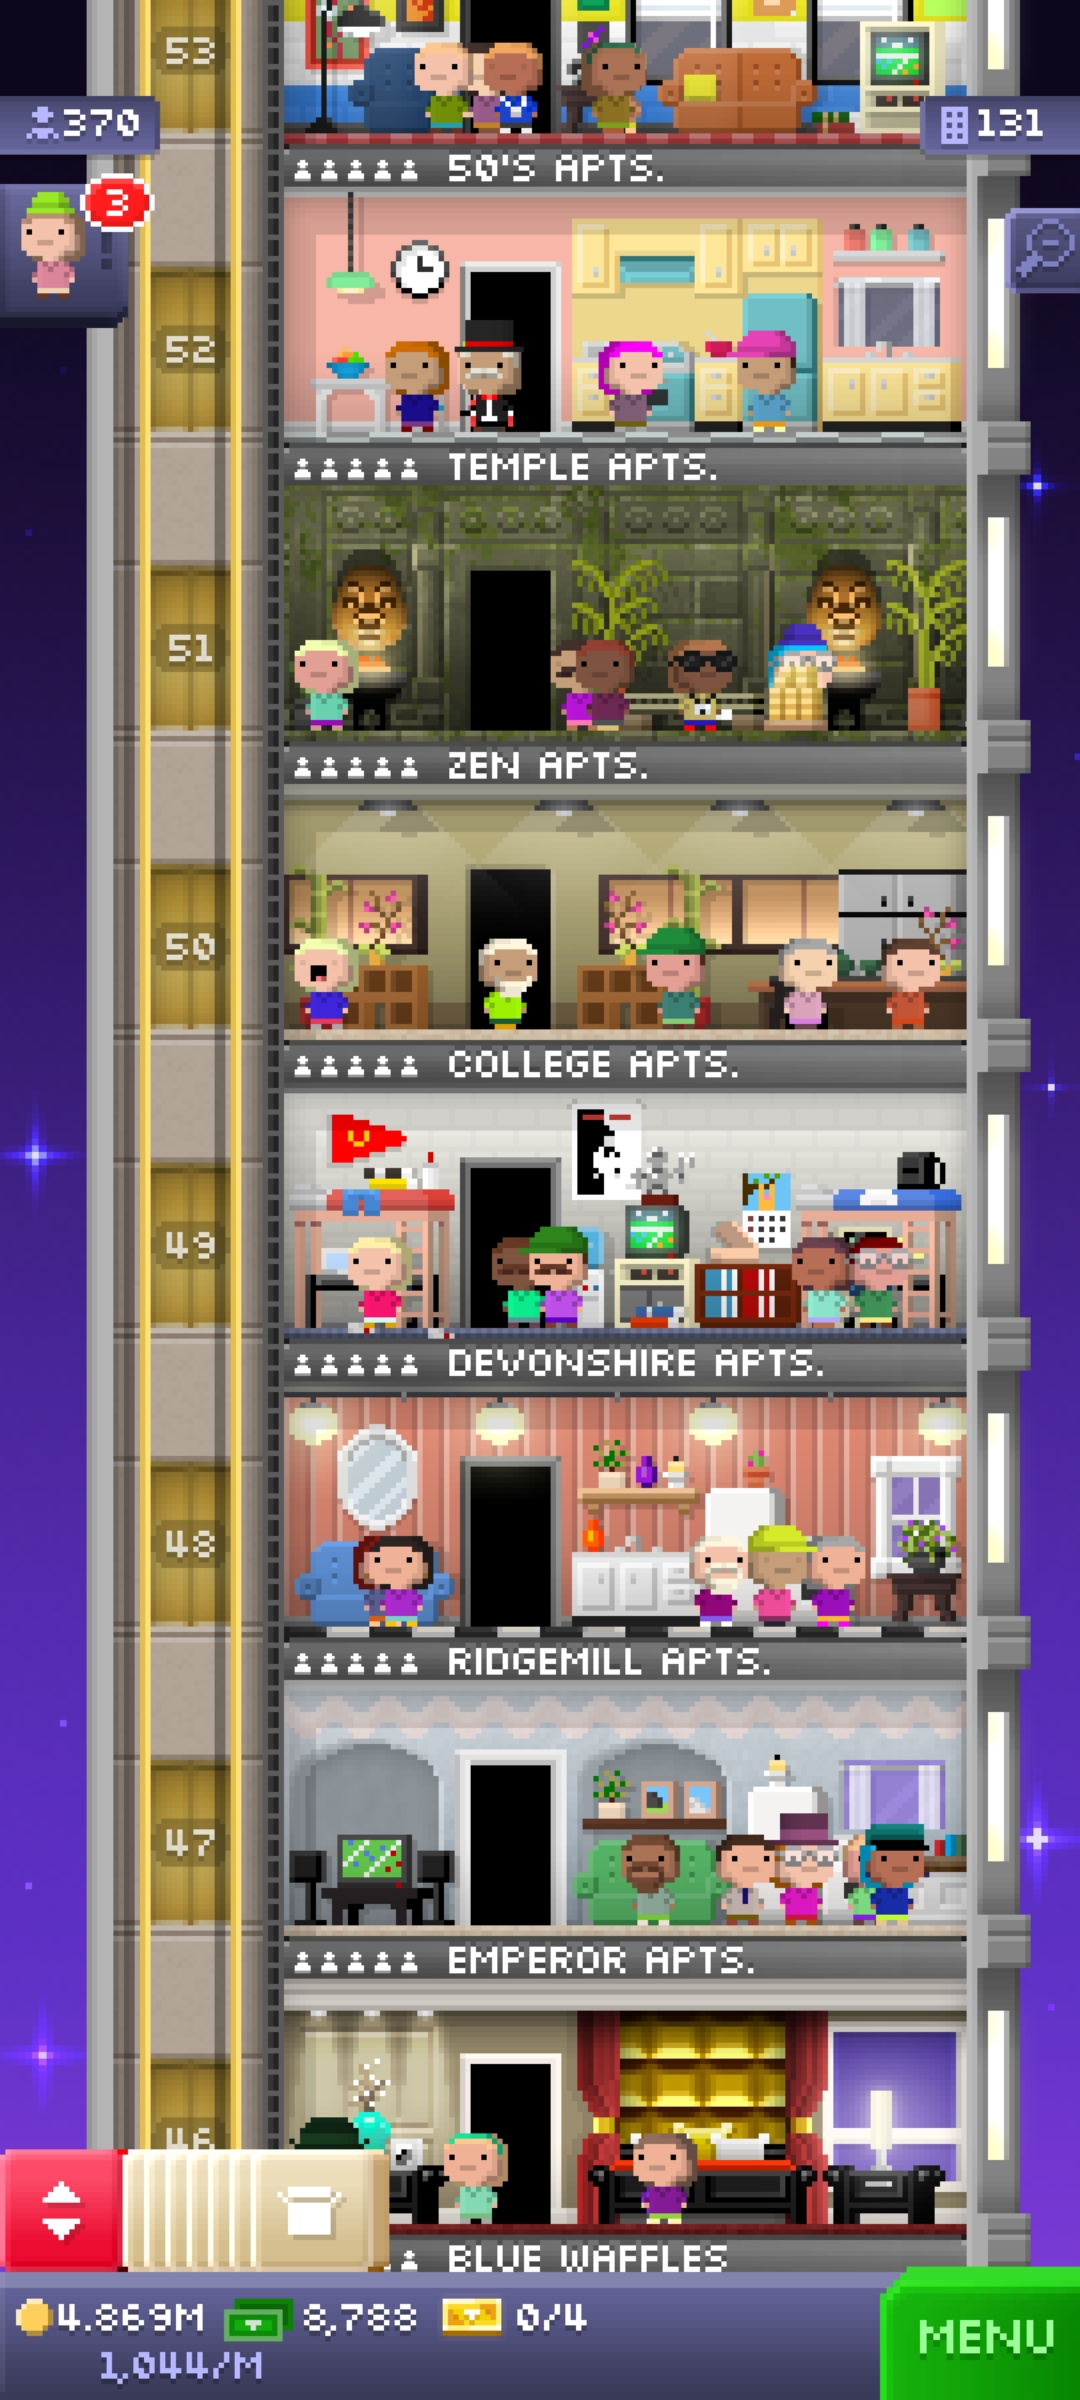 53
370
131
50'S APTS.
3
52
TEMPLE APTS.
51
ZEN APTS.
50
COLLEGE APTS.
49
DEVONSHIRE APTS.
48
RIDGEMILL APTS.
47
EMPEROR APTS.
46
BLUE WAFFLES
4.869M 8,788 0/4
MENU
1,044/M